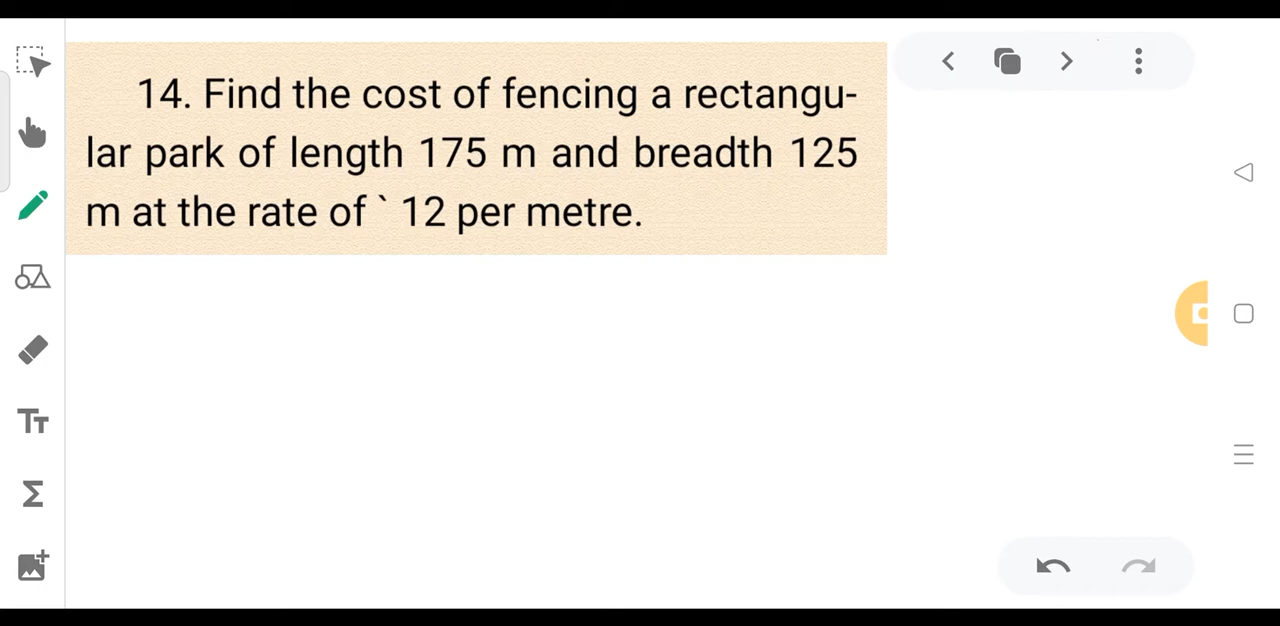 14. Find the cost of fencing a rectangu-
lar park of length 175 m and breadth 125
m at the rate of ` 12 per metre.